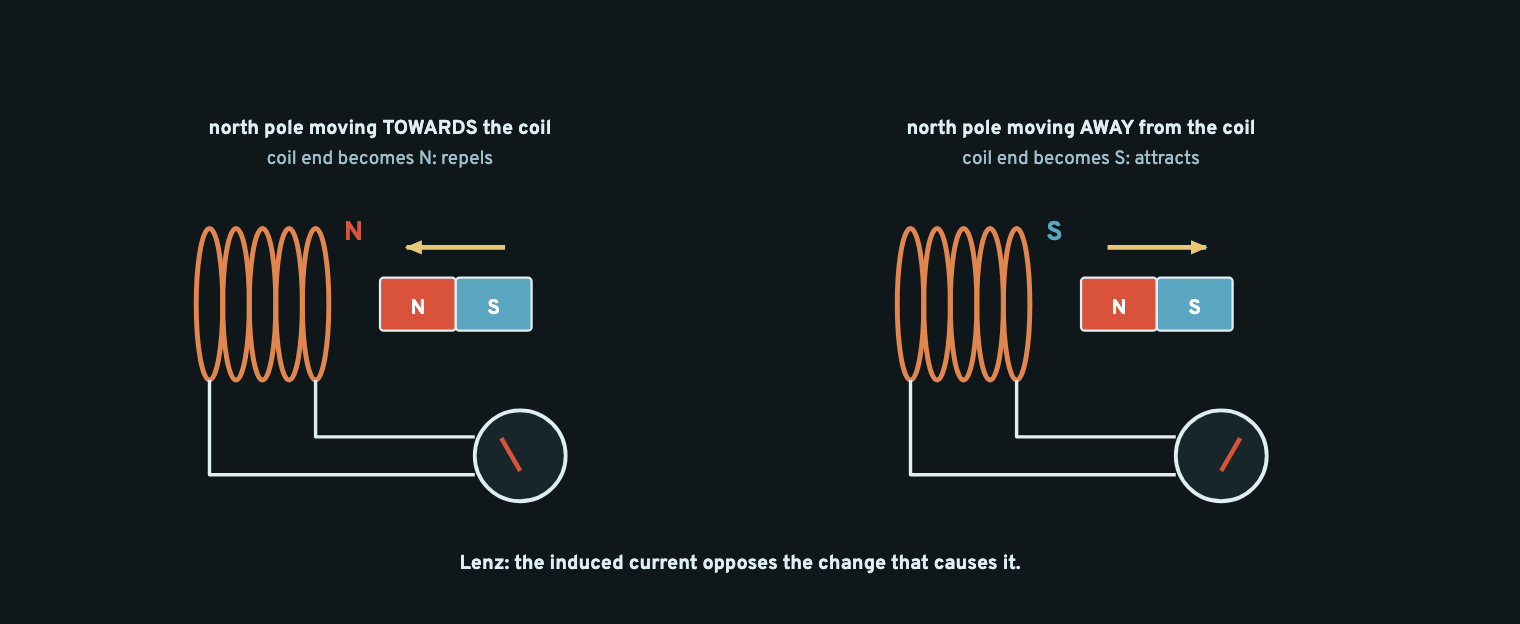 north pole moving TOWARDS the coil
coil end becomes N: repels
N
N S
north pole moving AWAY from the coil
coil end becomes S: attracts
S
N S
Lenz: the induced current opposes the change that causes it.